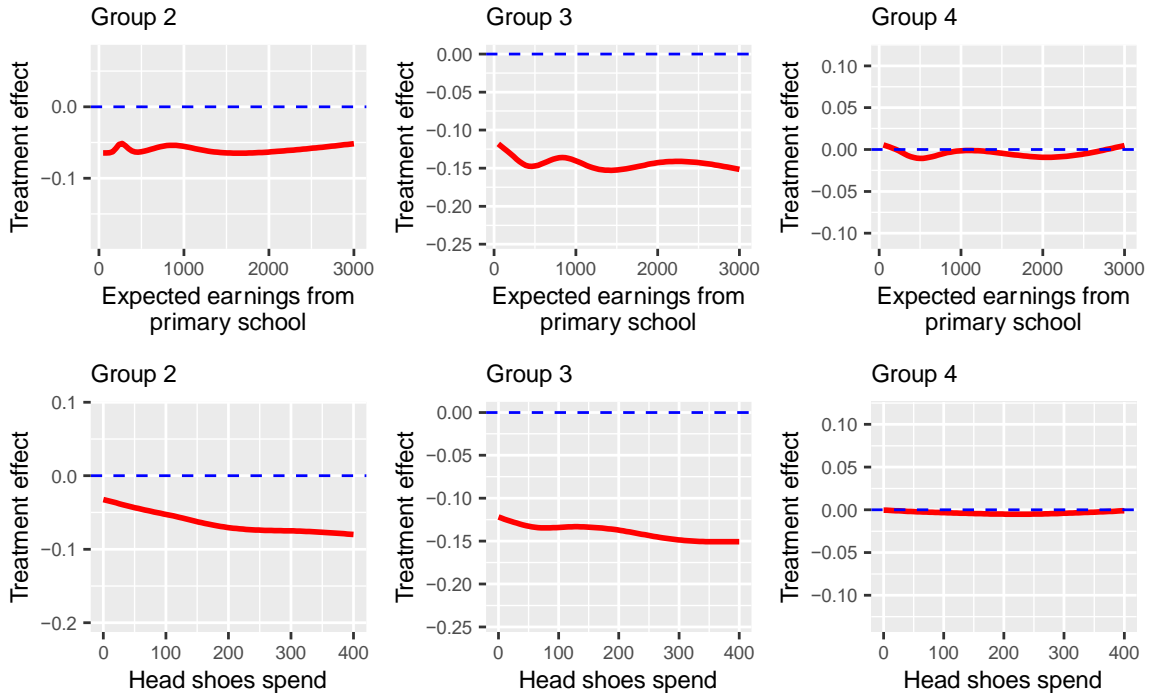 Group 2
Treatment effect
0.0
−0.1
0 1000 2000 3000
Expected earnings from
primary school
Group 3
Treatment effect
0.00
−0.05
−0.10
−0.15
−0.20
−0.25
0 1000 2000 3000
Expected earnings from
primary school
Group 4
Treatment effect
0.10
0.05
0.00
−0.05
−0.10
0 1000 2000 3000
Expected earnings from
primary school
Group 2
Treatment effect
0.1
0.0
−0.1
−0.2
0 100 200 300 400
Head shoes spend
Group 3
Treatment effect
0.00
−0.05
−0.10
−0.15
−0.20
−0.25
0 100 200 300 400
Head shoes spend
Group 4
Treatment effect
0.10
0.05
0.00
−0.05
−0.10
0 100 200 300 400
Head shoes spend